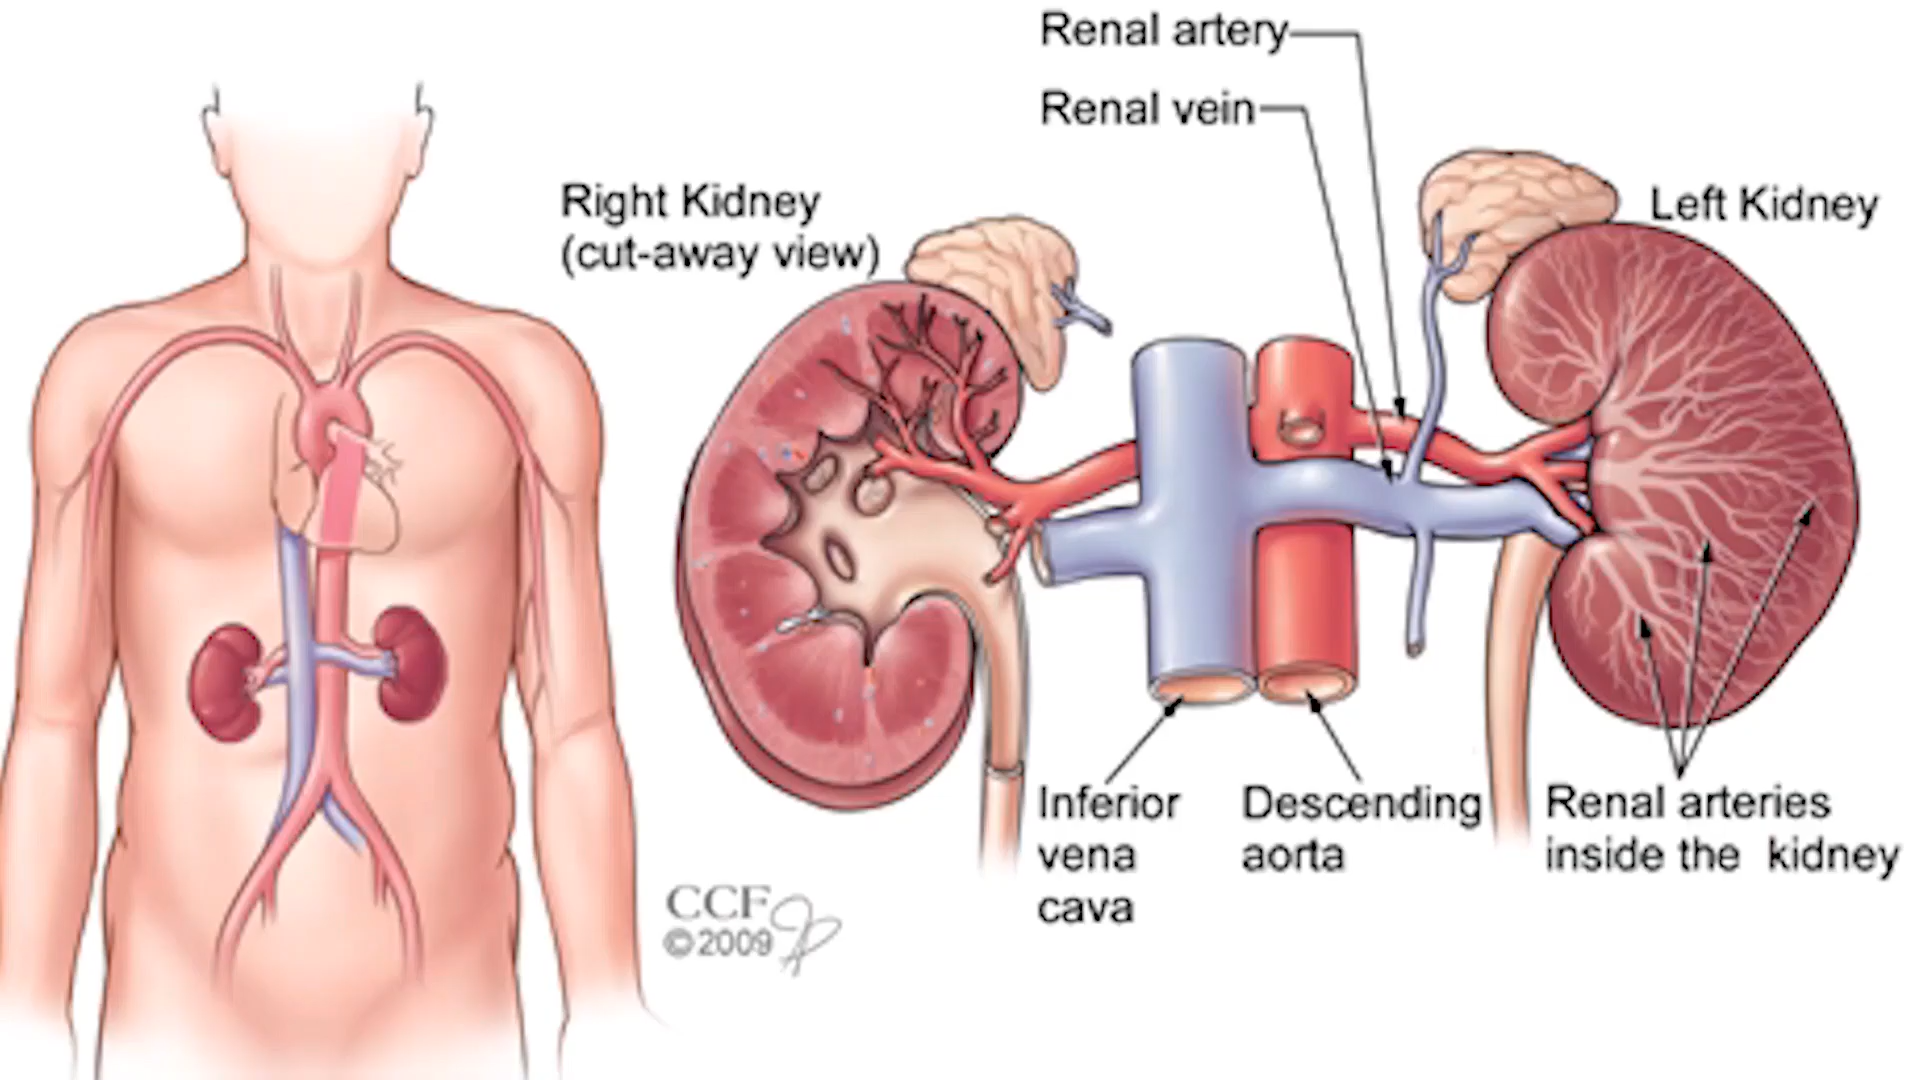 Renal artery
Renal vein
Right Kidney
(cut-away view)
Left Kidney
Inferior
vena
cava
Descending
aorta
Renal arteries
inside the kidney
CCF
©2009